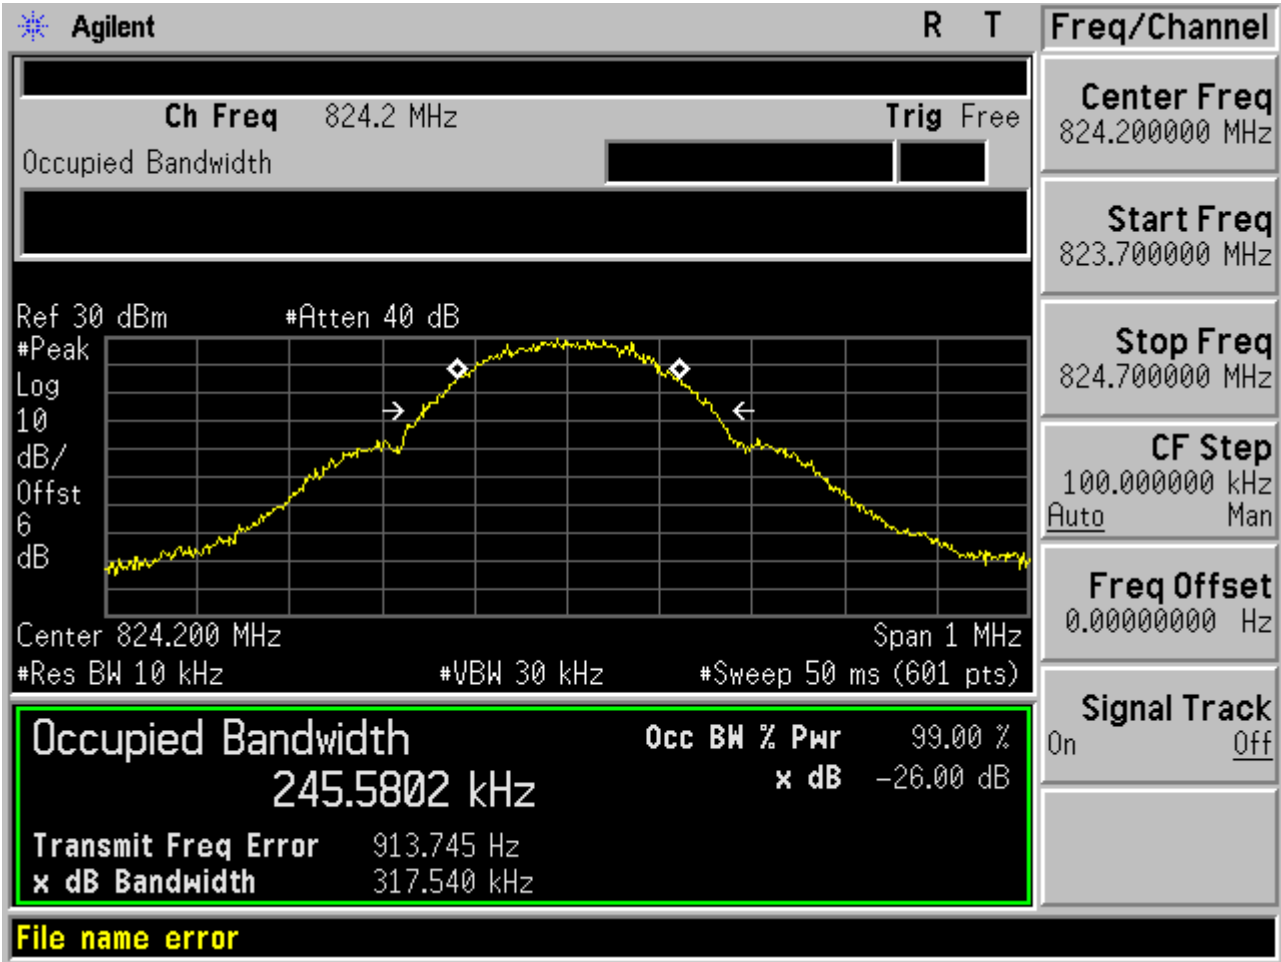 Agilent R T
Freq/Channel
Ch Freq 824.2 MHz Trig Free
Occupied Bandwidth
Center Freq
824.200000 MHz
Start Freq
823.700000 MHz
Stop Freq
824.700000 MHz
CF Step
100.000000 kHz
Auto Man
Freq Offset
0.00000000 Hz
Signal Track
On Off
Ref 30 dBm #Atten 40 dB
#Peak
Log
10
dB/
Offst
6
dB
Center 824.200 MHz Span 1 MHz
#Res BW 10 kHz #VBW 30 kHz #Sweep 50 ms (601 pts)
Occupied Bandwidth Occ BW % Pwr 99.00 %
245.5802 kHz x dB -26.00 dB
Transmit Freq Error 913.745 Hz
x dB Bandwidth 317.540 kHz
File name error